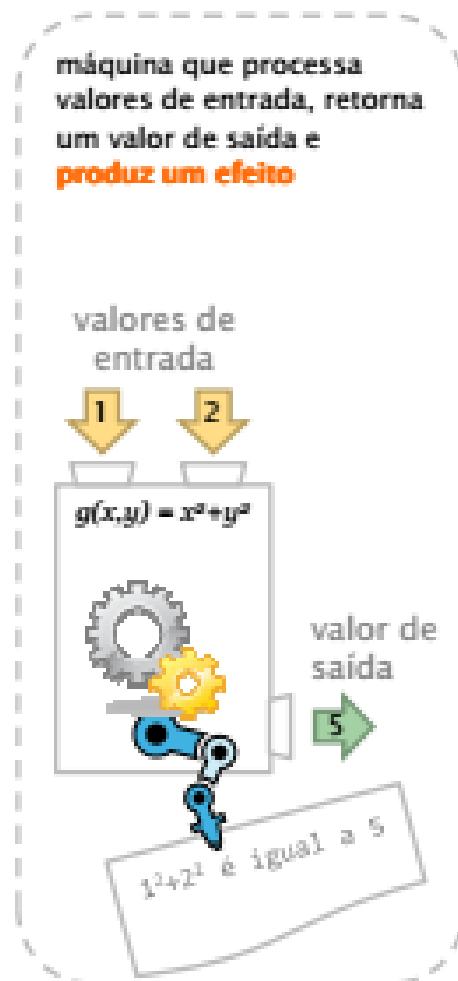 máquina que processa
valores de entrada, retorna
um valor de saída e
produz um efeito
valores de
entrada
1 2
g(x,y) = x²+y²
valor de
saída
5
1²+2² é igual a 5